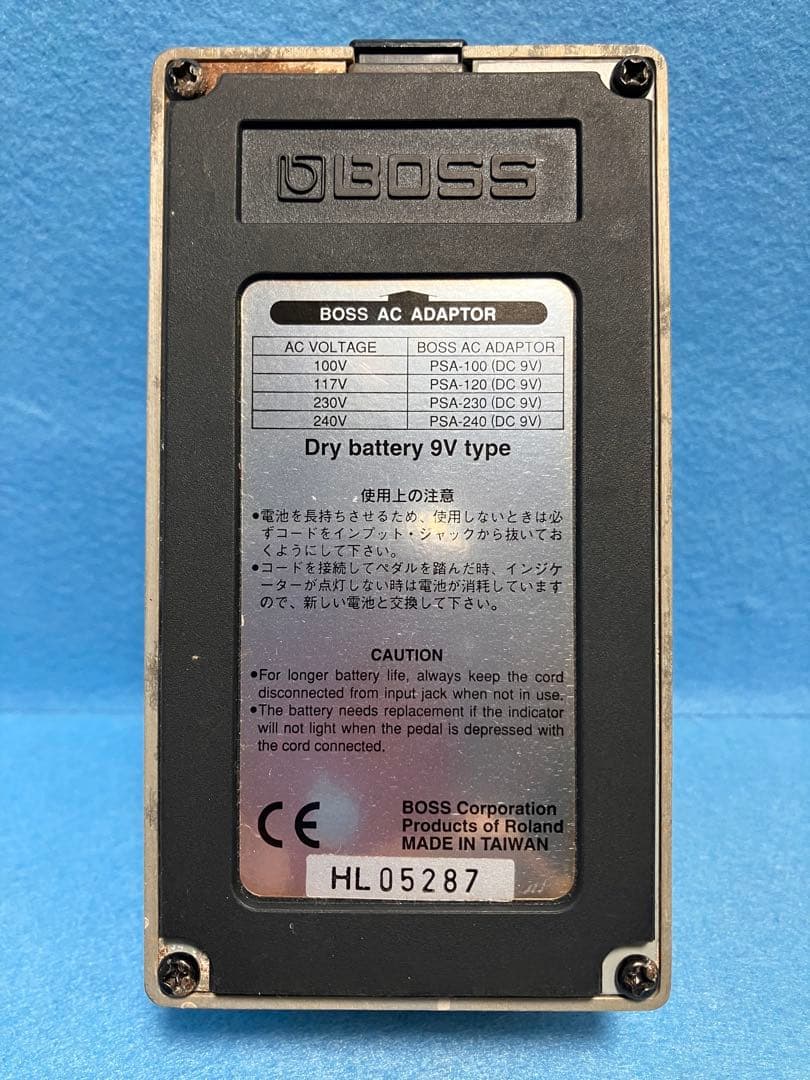 BOSS
BOSS AC ADAPTOR
AC VOLTAGE BOSS AC ADAPTOR
100V PSA-100 (DC 9V)
117V PSA-120 (DC 9V)
230V PSA-230 (DC 9V)
240V PSA-240 (DC 9V)
Dry battery 9V type
使用上の注意
●電池を長持ちさせるため、使用しないときは必
ずコードをインプット・ジャックから抜いてお
くようにして下さい。
●コードを接続してペダルを踏んだ時、インジケ
ーターが点灯しない時は電池が消耗しています
ので、新しい電池と交換して下さい。
CAUTION
●For longer battery life, always keep the cord
disconnected from input jack when not in use.
●The battery needs replacement if the indicator
will not light when the pedal is depressed with
the cord connected.
CE
BOSS Corporation
Products of Roland
MADE IN TAIWAN
HL05287